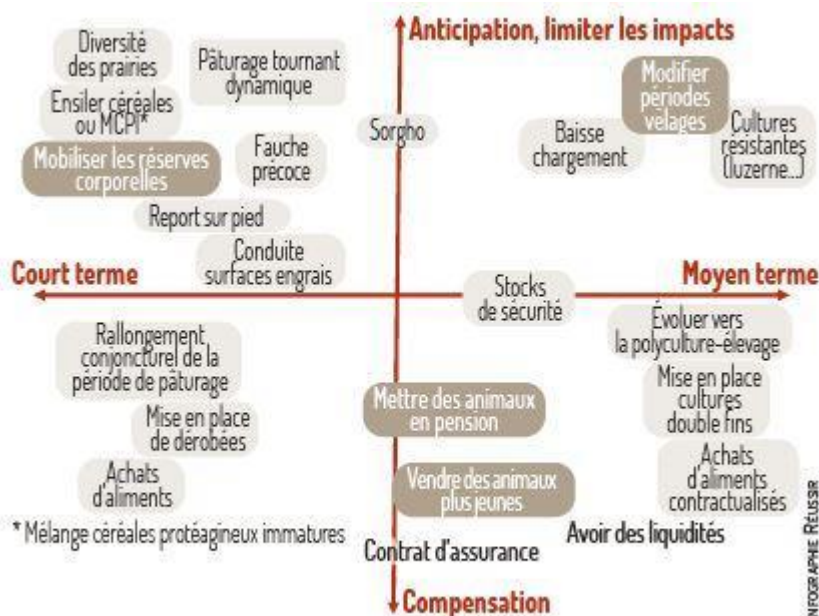 Anticipation, limiter les impacts
Diversité
des prairies
Pâturage tournant
dynamique
Ensiler céréales
ou MCPI*
Mobiliser les réserves
corporelles
Fauche
précoce
Report sur pied
Conduite
surfaces engrais
Sorgho
Modifier
périodes
vêlages
Baisse
chargement
Cultures
résistantes
(luzerne...)
Court terme
Moyen terme
Stocks
de sécurité
Rallongement
conjoncturel de la
période de pâturage
Mise en place
de dérobées
Achats
d'aliments
Mettre des animaux
en pension
Vendre des animaux
plus jeunes
Évoluer vers
la polyculture-élevage
Mise en place
cultures
double fins
Achats
d'aliments
contractualisés
* Mélange céréales protéagineux immatures
Contrat d'assurance
Avoir des liquidités
Compensation
INFOGRAPHIE RÉUSSIR